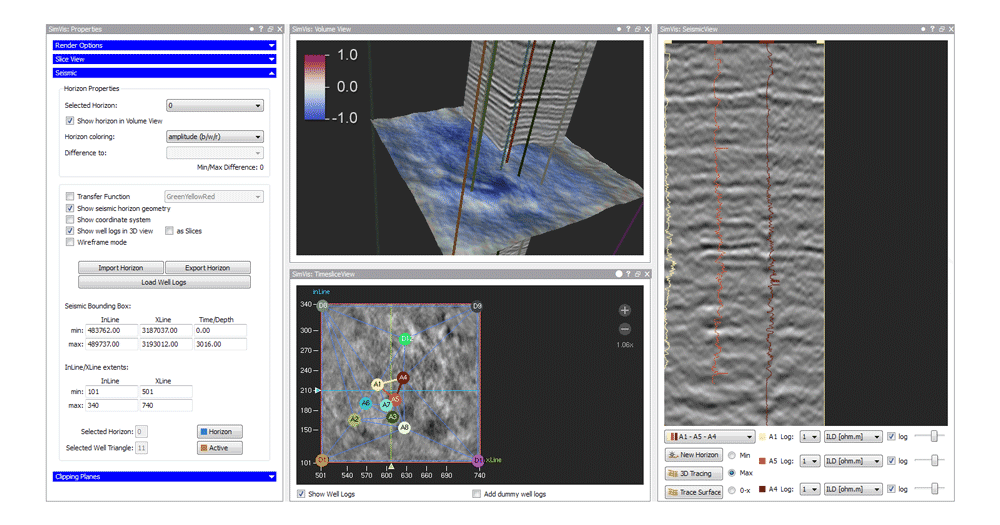 SimVis: Properties
Render Options
Slice View
Seismic
Horizon Properties
Selected Horizon: 0
Show horizon in Volume View
Horizon coloring: amplitude (b/w/r)
Difference to:
Min/Max Difference: 0
Transfer Function GreenYellowRed
Show seismic horizon geometry
Show coordinate system
Show well logs in 3D view as Slices
Wireframe mode
Import Horizon Export Horizon
Load Well Logs
Seismic Bounding Box:
InLine XLine Time/Depth
min: 483762.00 3187037.00 0.00
max: 489737.00 3193012.00 3016.00
InLine/XLine extents:
InLine XLine
min: 101 501
max: 340 740
Selected Horizon: 0 Horizon
Selected Well Triangle: 11 Active
Clipping Planes
SimVis: Volume View
1.0
0.0
-1.0
SimVis: TimesliceView
inLine
340
300
270
240
210
180
150
101
501 540 570 600 630 660 690 740
xLine
D8 D9
D12
A4
A1
A5
A6 A7
A2 A3
A8
D11
1.06x
Show Well Logs Add dummy well logs
SimVis: SeismicView
A1 - A5 - A4 A1 Log: 1 ILD [ohm.m] log
New Horizon Min
3D Tracing Max A5 Log: 1 ILD [ohm.m] log
Trace Surface 0-x A4 Log: 1 ILD [ohm.m] log